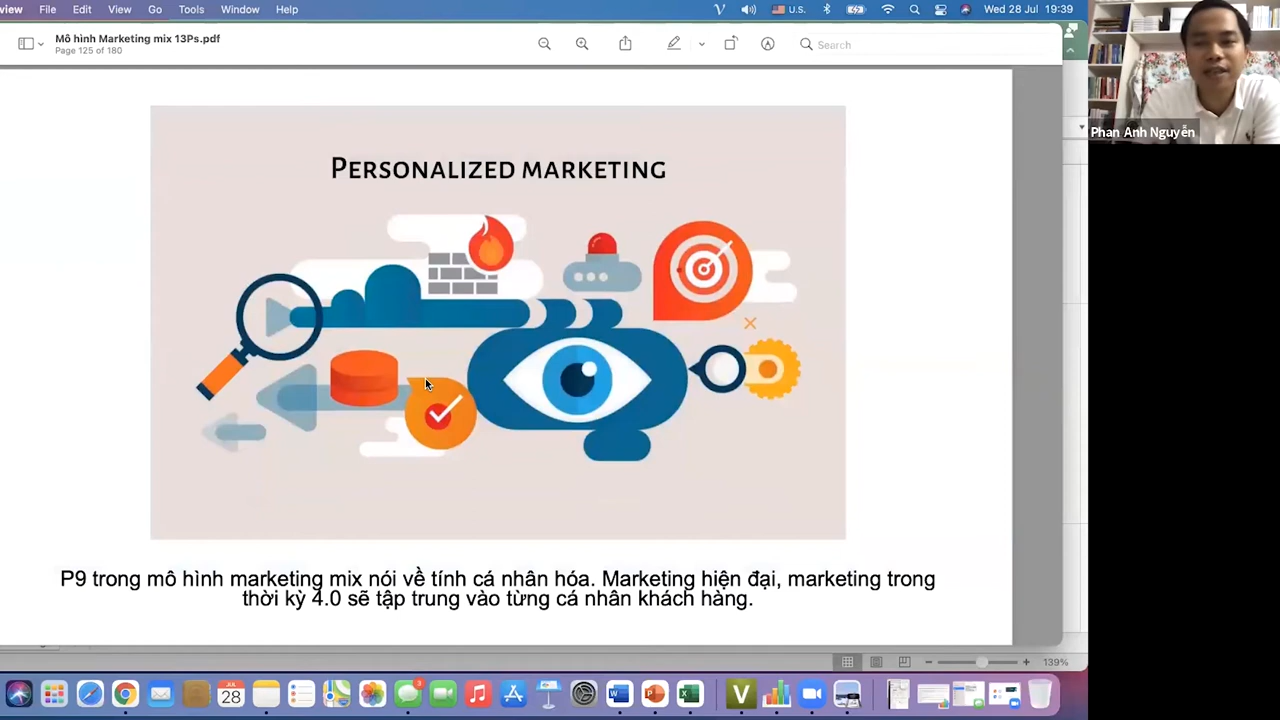 view File Edit View Go Tools Window Help U.S. Wed 28 Jul 19:39
Mô hình Marketing mix 13Ps.pdf
Page 125 of 180
Search
Phan Anh Nguyễn
PERSONALIZED MARKETING
P9 trong mô hình marketing mix nói về tính cá nhân hóa. Marketing hiện đại, marketing trong
thời kỳ 4.0 sẽ tập trung vào từng cá nhân khách hàng.
139%
JUL
28
3